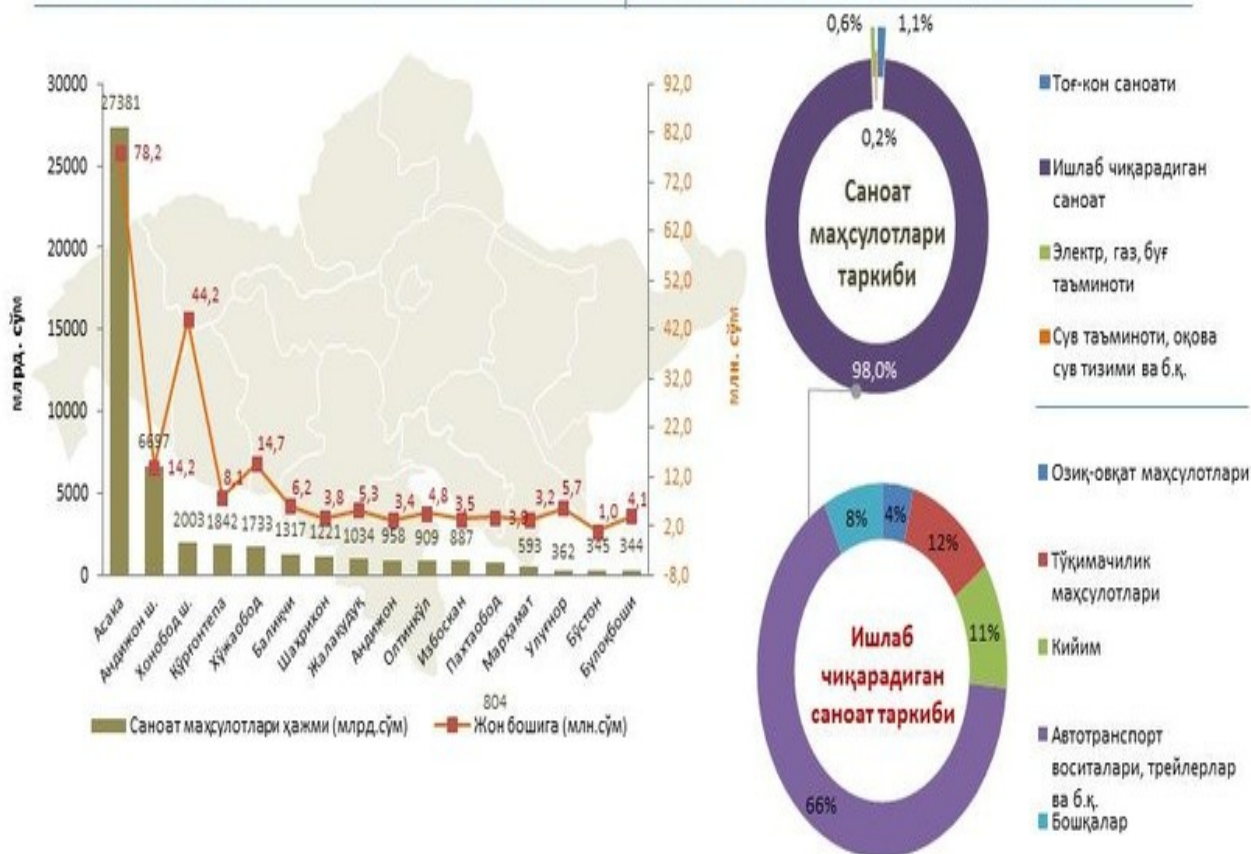 30000
25000
20000
15000
10000
5000
0
млрд. сўм
27381
6697
2003
1842
1733
1317
1221
1034
958
909
887
593
362
345
344
804
78,2
14,2
44,2
8,1
14,7
6,2
3,8
5,3
3,4
4,8
3,5
3,2
5,7
1,0
4,1
92,0
82,0
72,0
62,0
52,0
42,0
32,0
22,0
12,0
2,0
-8,0
млн. сўм
Асака
Андижон ш.
Хонобод ш.
Қўрғонтепа
Хўжаобод
Балиқчи
Шаҳрихон
Жалақудуқ
Андижон
Олтинкўл
Избоскан
Пахтаобод
Марҳамат
Улуғнор
Бўстон
Булоқбоши
Саноат маҳсулотлари ҳажми (млрд.сўм)
Жон бошига (млн.сўм)
0,6%
1,1%
0,2%
98,0%
Саноат
маҳсулотлари
таркиби
Тоғ-кон саноати
Ишлаб чиқарадиган
саноат
Электр, газ, буғ
таъминоти
Сув таъминоти, оқова
сув тизими ва б.қ.
8%
4%
12%
11%
66%
Ишлаб
чиқарадиган
саноат таркиби
Озиқ-овқат маҳсулотлари
Тўқимачилик
маҳсулотлари
Кийим
Автотранспорт
воситалари, трейлерлар
ва б.қ.
Бошқалар